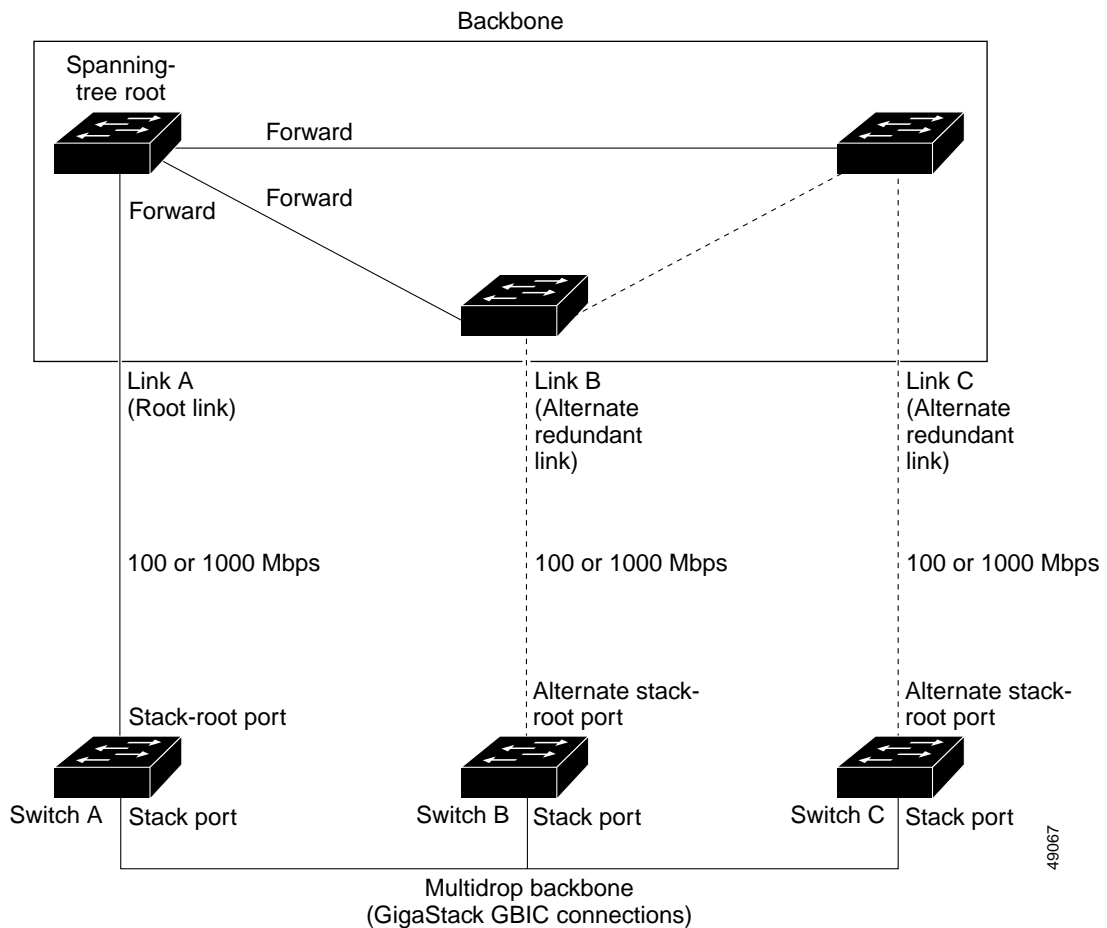 Backbone
Spanning-
tree root
Forward
Forward
Forward
Link A
(Root link)
Link B
(Alternate
redundant
link)
Link C
(Alternate
redundant
link)
100 or 1000 Mbps
100 or 1000 Mbps
100 or 1000 Mbps
Stack-root port
Alternate stack-
root port
Alternate stack-
root port
Switch A
Stack port
Switch B
Stack port
Switch C
Stack port
49067
Multidrop backbone
(GigaStack GBIC connections)